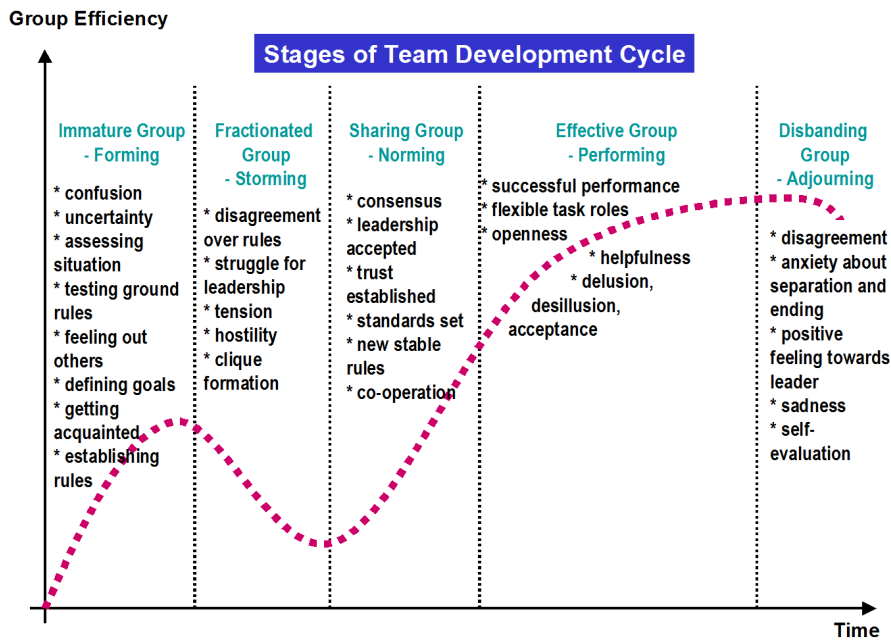 Group Efficiency
Stages of Team Development Cycle
Immature Group
- Forming
* confusion
* uncertainty
* assessing
situation
* testing ground
rules
* feeling out
others
* defining goals
* getting
acquainted
* establishing
rules
Fractionated
Group
- Storming
* disagreement
over rules
* struggle for
leadership
* tension
* hostility
* clique
formation
Sharing Group
- Norming
* consensus
* leadership
accepted
* trust
established
* standards set
* new stable
rules
* co-operation
Effective Group
- Performing
* successful performance
* flexible task roles
* openness
* helpfulness
* delusion,
desillusion,
acceptance
Disbanding
Group
- Adjourning
* disagreement
* anxiety about
separation and
ending
* positive
feeling towards
leader
* sadness
* self-
evaluation
Time